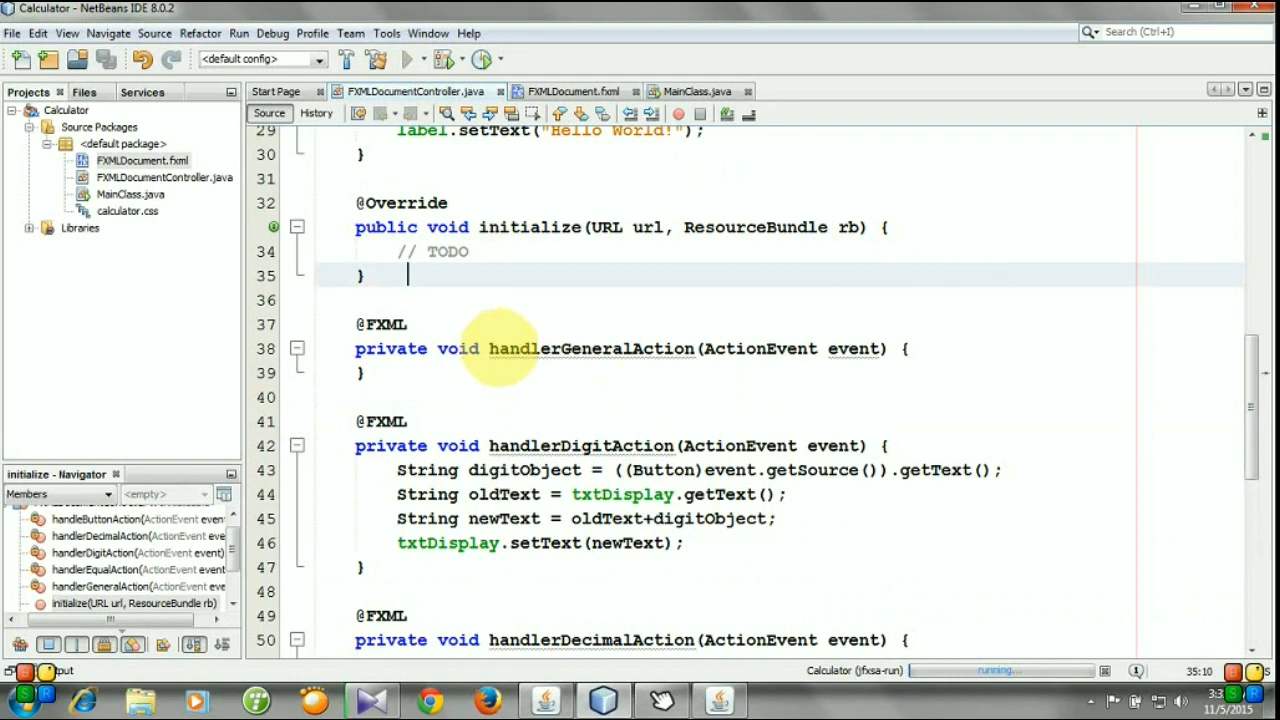 Calculator - NetBeans IDE 8.0.2
File Edit View Navigate Source Refactor Run Debug Profile Team Tools Window Help
Search (Ctrl+I)
<default config>
Projects Files Services
Start Page FXMLDocumentController.java FXMLDocument.fxml MainClass.java
Source History
Calculator
Source Packages
<default package>
FXMLDocument.fxml
FXMLDocumentController.java
MainClass.java
calculator.css
Libraries
29 label.setText("Hello World!");
30 }
31
32 @Override
public void initialize(URL url, ResourceBundle rb) {
34 // TODO
35 }
36
37 @FXML
38 private void handlerGeneralAction(ActionEvent event) {
39 }
40
41 @FXML
42 private void handlerDigitAction(ActionEvent event) {
43 String digitObject = ((Button)event.getSource()).getText();
44 String oldText = txtDisplay.getText();
45 String newText = oldText+digitObject;
46 txtDisplay.setText(newText);
47 }
48
49 @FXML
50 private void handlerDecimalAction(ActionEvent event) {
initialize - Navigator
Members <empty>
handleButtonAction(ActionEvent event
handlerDecimalAction(ActionEvent eve
handlerDigitAction(ActionEvent event)
handlerEqualAction(ActionEvent event
handlerGeneralAction(ActionEvent eve
initialize(URL url, ResourceBundle rb)
Calculator (jfxsa-run) running... 1 35:10
S R
S R
11/5/2015